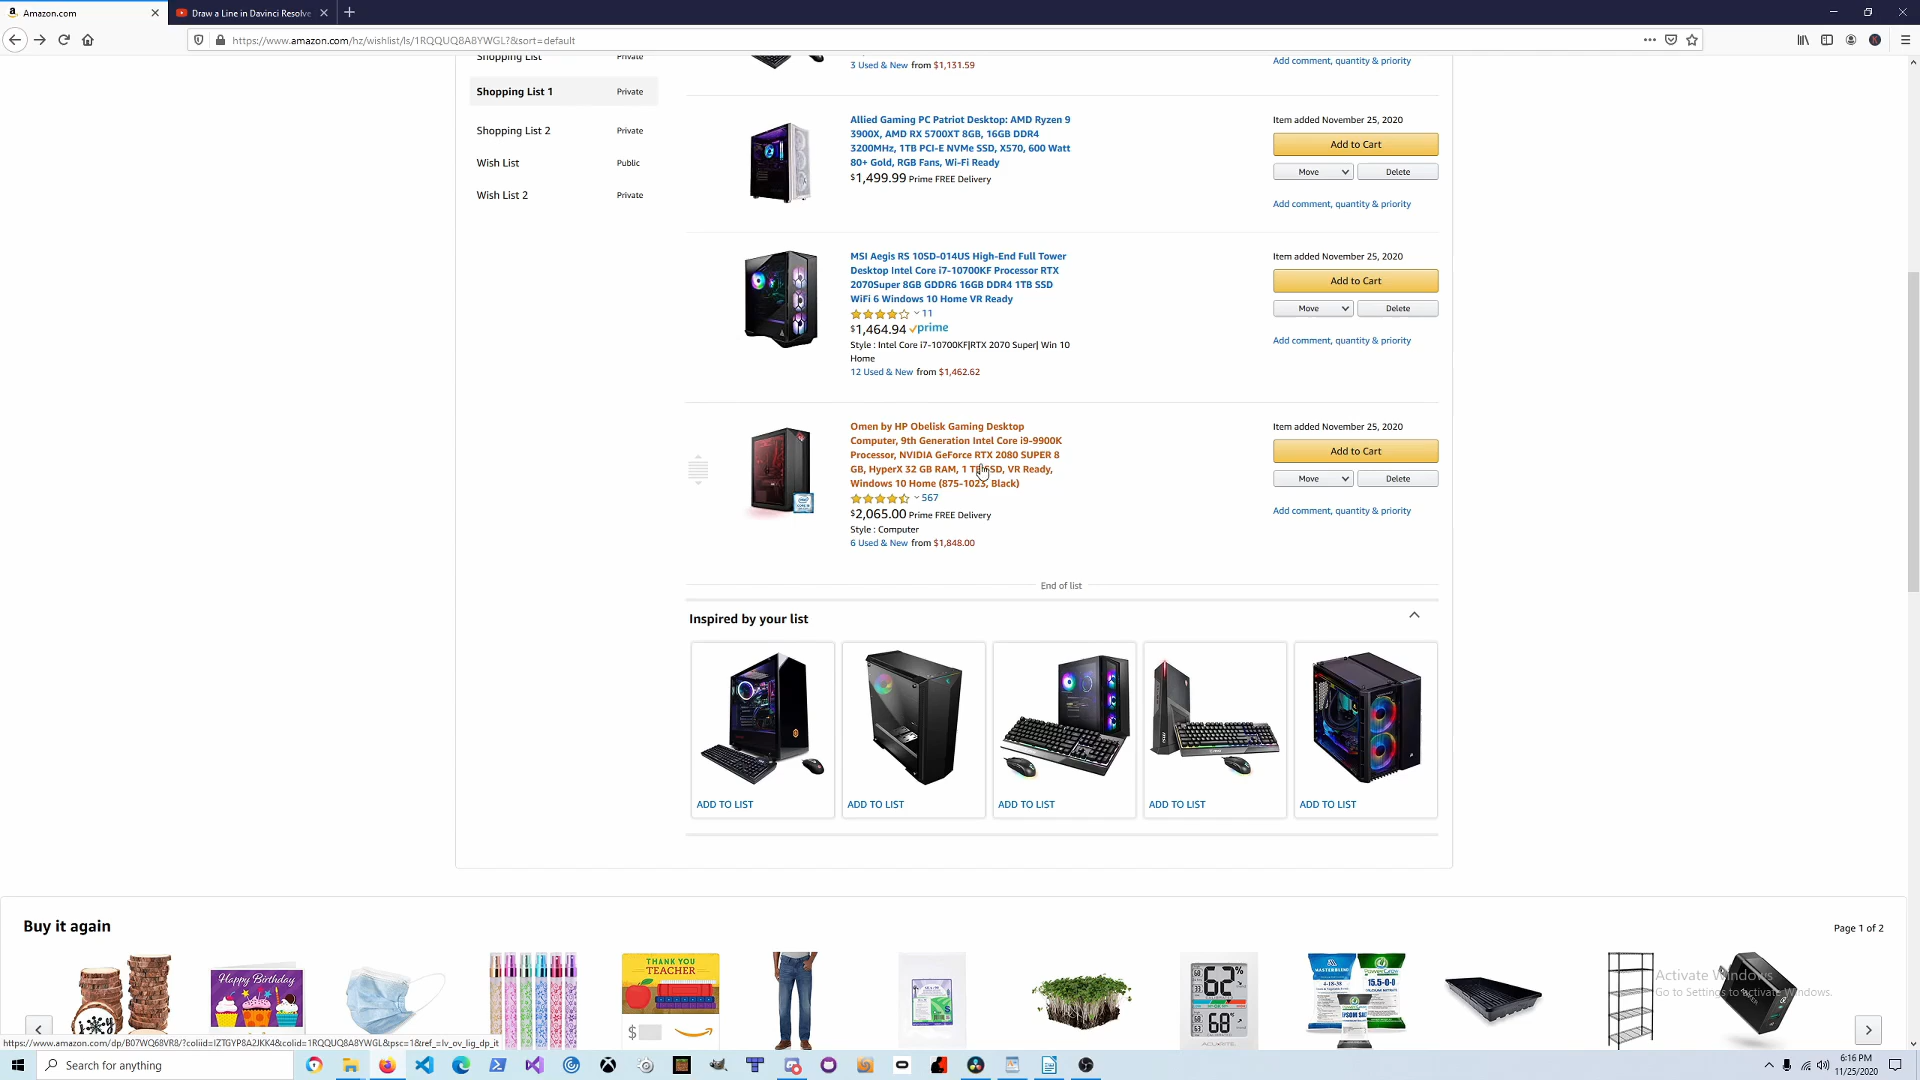 Amazon.com
Draw a Line in Davinci Resolve
https://www.amazon.com/hz/wishlist/ls/1RQQUQ8A8YWGL?&sort=default
Shopping List Private
Shopping List 1 Private
Shopping List 2 Private
Wish List Public
Wish List 2 Private
3 Used & New from $1,131.59
Add comment, quantity & priority
Allied Gaming PC Patriot Desktop: AMD Ryzen 9
3900X, AMD RX 5700XT 8GB, 16GB DDR4
3200MHz, 1TB PCI-E NVMe SSD, X570, 600 Watt
80+ Gold, RGB Fans, Wi-Fi Ready
$1,499.99 Prime FREE Delivery
Item added November 25, 2020
Add to Cart
Move Delete
Add comment, quantity & priority
MSI Aegis RS 10SD-014US High-End Full Tower
Desktop Intel Core i7-10700KF Processor RTX
2070Super 8GB GDDR6 16GB DDR4 1TB SSD
WiFi 6 Windows 10 Home VR Ready
11
$1,464.94 prime
Style : Intel Core i7-10700KF|RTX 2070 Super| Win 10
Home
12 Used & New from $1,462.62
Item added November 25, 2020
Add to Cart
Move Delete
Add comment, quantity & priority
Omen by HP Obelisk Gaming Desktop
Computer, 9th Generation Intel Core i9-9900K
Processor, NVIDIA GeForce RTX 2080 SUPER 8
GB, HyperX 32 GB RAM, 1 TB SSD, VR Ready,
Windows 10 Home (875-1023, Black)
567
$2,065.00 Prime FREE Delivery
Style : Computer
6 Used & New from $1,848.00
Item added November 25, 2020
Add to Cart
Move Delete
Add comment, quantity & priority
End of list
Inspired by your list
ADD TO LIST
ADD TO LIST
ADD TO LIST
ADD TO LIST
ADD TO LIST
Buy it again
Page 1 of 2
Happy Birthday
THANK YOU
TEACHER
$
62%
68°
ACURITE
MASTERBLEND
4-18-38
PowerGrow
15.5-0-0
EPSOM SALT
Activate Windows
Go to Settings to activate Windows.
https://www.amazon.com/dp/B07WQ68VR8/?coliid=IZTGYP8A2JKK4&colid=1RQQUQ8A8YWGL&psc=1&ref_=lv_ov_lig_dp_it
Search for anything
6:16 PM
11/25/2020